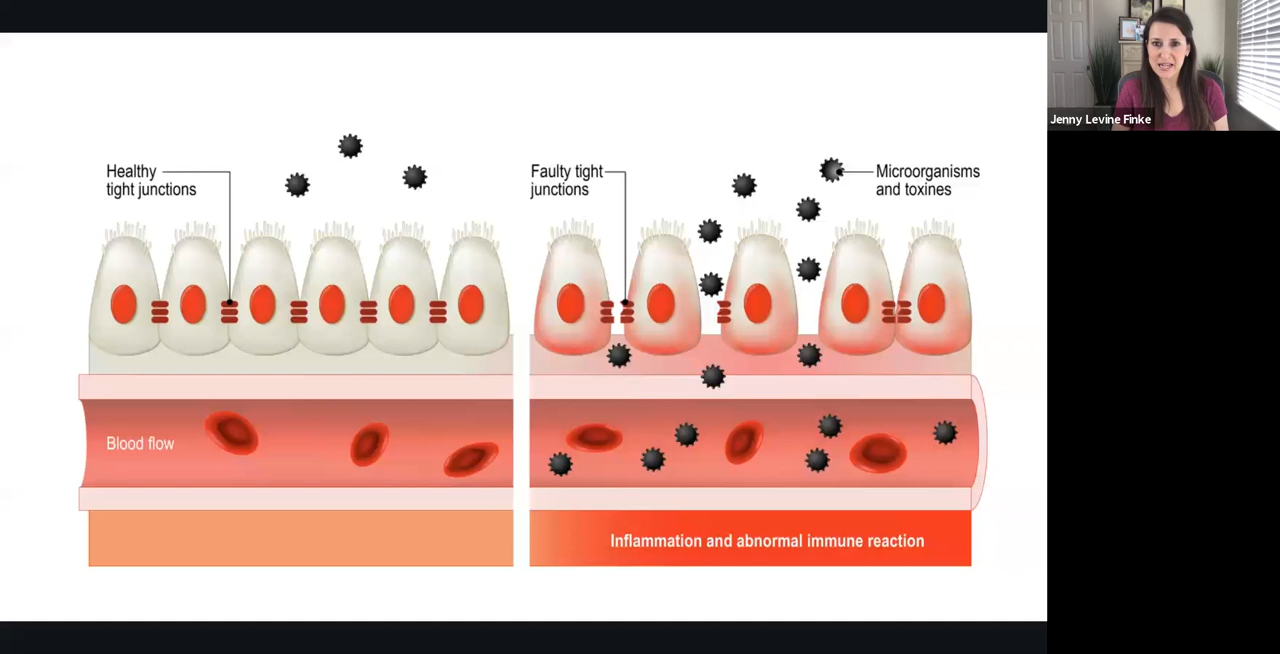 Jenny Levine Finke
Healthy
tight junctions
Faulty tight
junctions
Microorganisms
and toxines
Blood flow
Inflammation and abnormal immune reaction